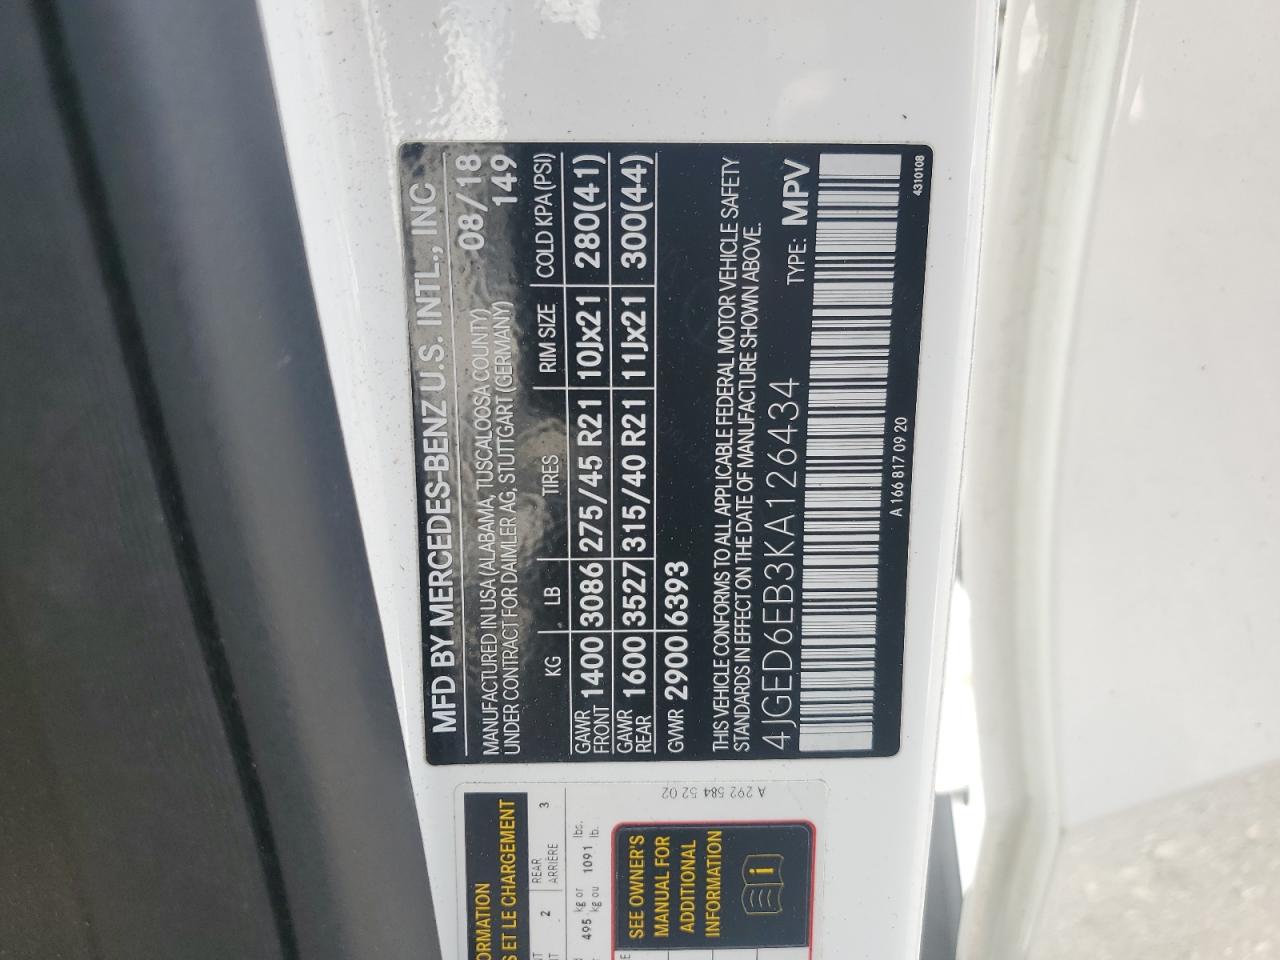 MFD BY MERCEDES-BENZ U.S. INTL., INC
08/18
MANUFACTURED IN USA (ALABAMA, TUSCALOOSA COUNTY)
149
UNDER CONTRACT FOR DAIMLER AG, STUTTGART (GERMANY)
KG LB TIRES RIM SIZE COLD KPA (PSI)
GAWR FRONT 1400 3086 275/45 R21 10Jx21 280(41)
GAWR REAR 1600 3527 315/40 R21 11Jx21 300(44)
GVWR 2900 6393
THIS VEHICLE CONFORMS TO ALL APPLICABLE FEDERAL MOTOR VEHICLE SAFETY
STANDARDS IN EFFECT ON THE DATE OF MANUFACTURE SHOWN ABOVE.
4JGED6EB3KA126434 TYPE: MPV
A 166 817 09 20
4310108
S ET LE CHARGEMENT
2 REAR 3
ARRIÈRE
495 kg or 1091 lbs.
kg ou lb.
SEE OWNER'S
MANUAL FOR
ADDITIONAL
INFORMATION
i
A 292 584 52 02